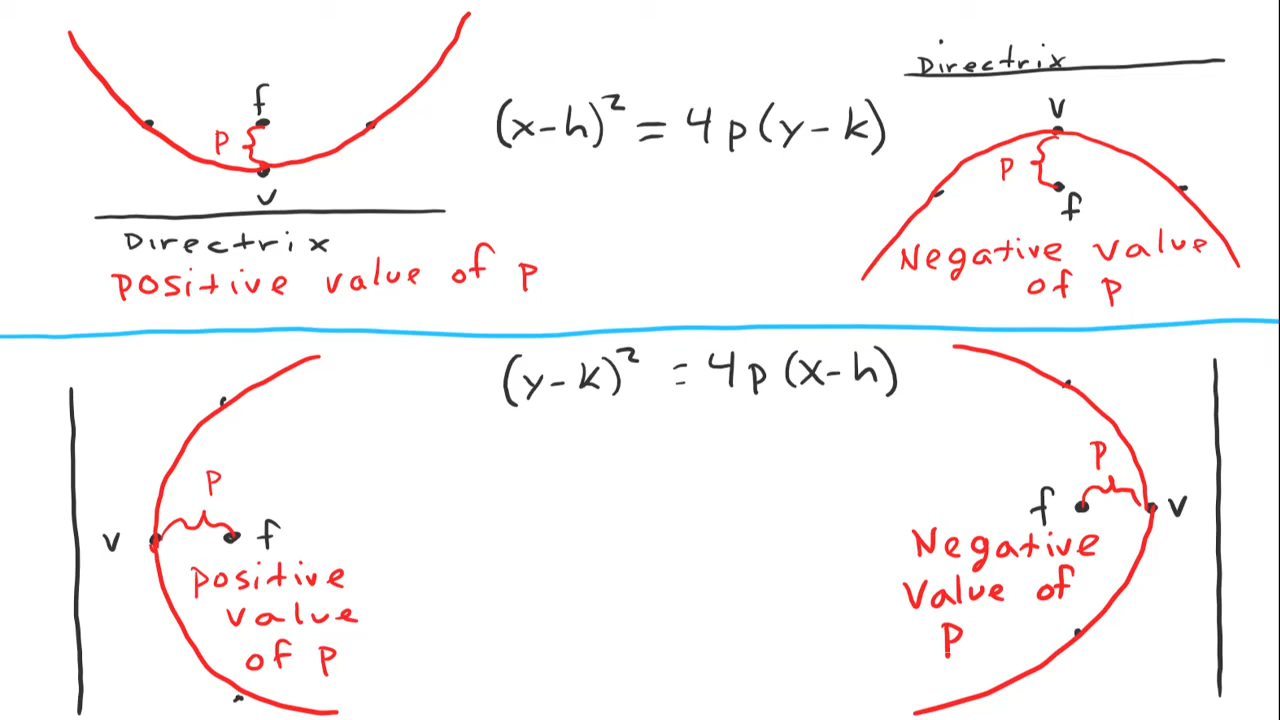 f
p
v
Directrix
positive value of p
(x-h)² = 4p(y-k)
Directrix
v
p
f
Negative value
of p
(y-k)² = 4p(x-h)
p
v
f
positive
value
of p
p
f
v
Negative
value of
p